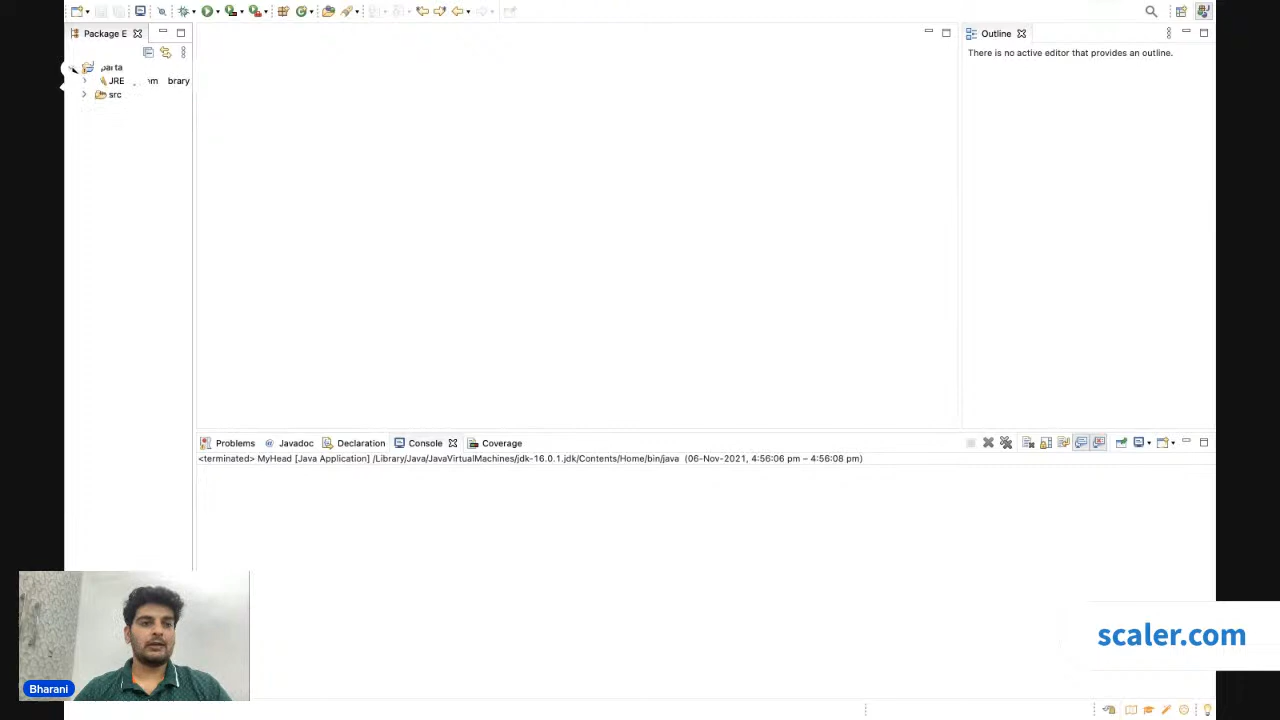 Package E
Outline
There is no active editor that provides an outline.
JRE
src
Problems
Javadoc
Declaration
Console
Coverage
<terminated> MyHead [Java Application] /Library/Java/JavaVirtualMachines/jdk-16.0.1.jdk/Contents/Home/bin/java (06-Nov-2021, 4:56:06 pm – 4:56:08 pm)
scaler.com
Bharani